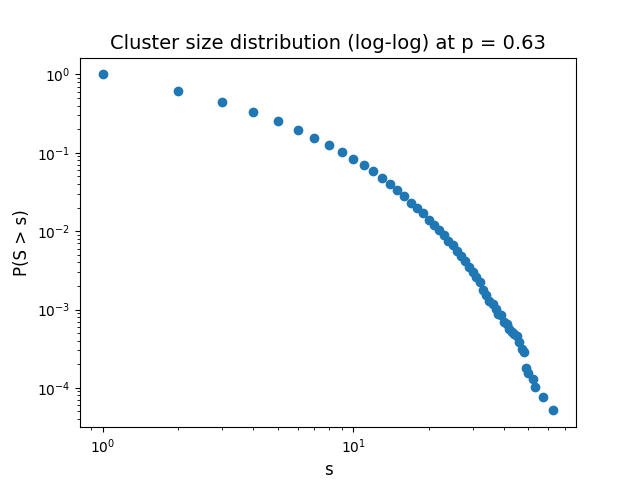 Cluster size distribution (log-log) at p = 0.63
P(S > s)
10⁰
10⁻¹
10⁻²
10⁻³
10⁻⁴
10⁰ 10¹
s